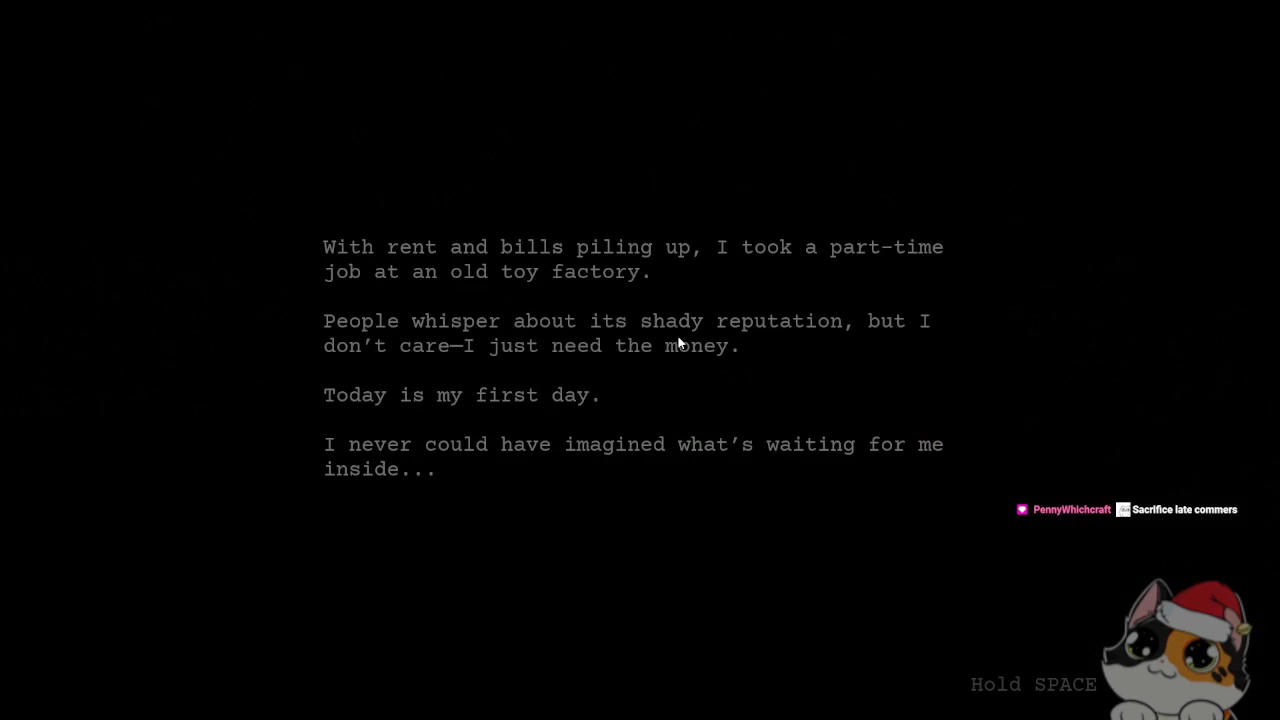 With rent and bills piling up, I took a part-time
job at an old toy factory.
People whisper about its shady reputation, but I
don’t care—I just need the money.
Today is my first day.
I never could have imagined what’s waiting for me
inside...
PennyWhichcraft Sacrifice late commers
Hold SPACE